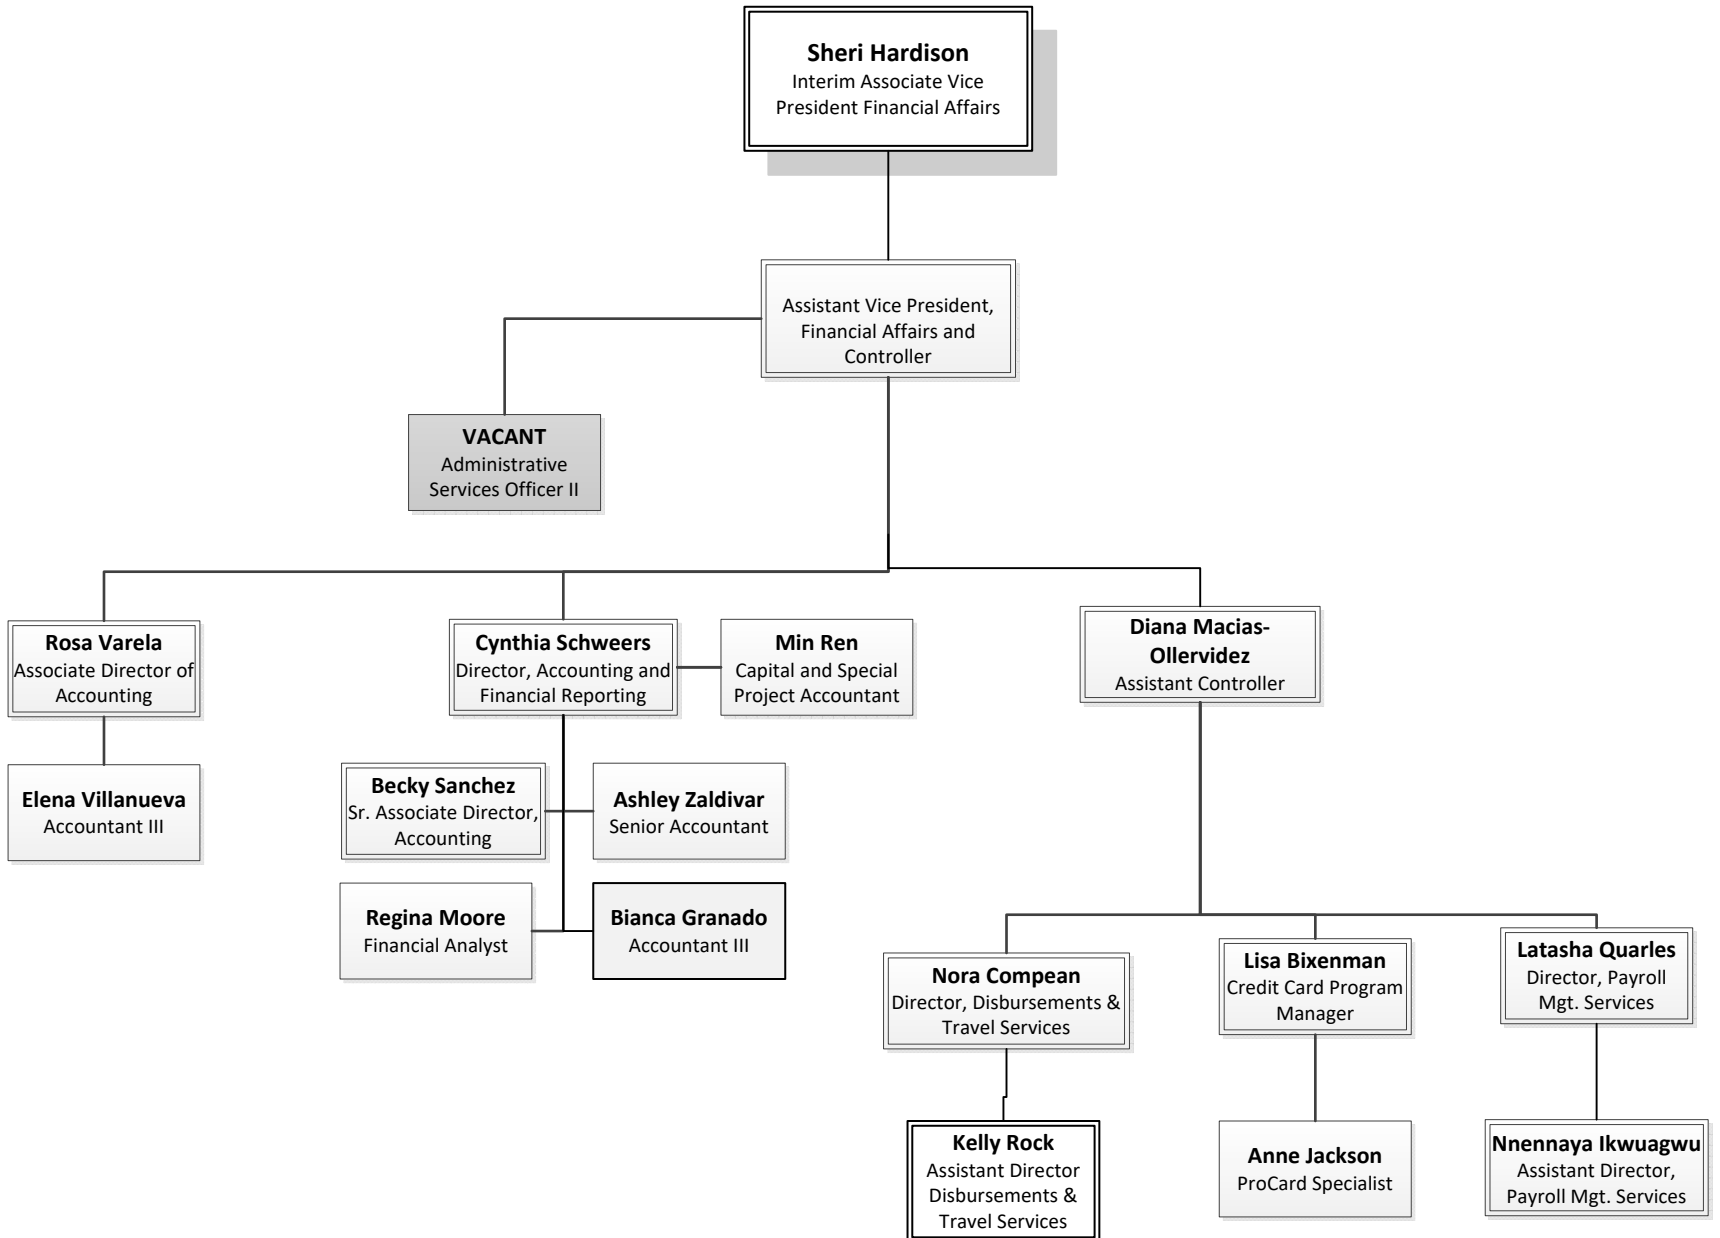 Sheri Hardison
Interim Associate Vice
President Financial Affairs
Assistant Vice President,
Financial Affairs and
Controller
VACANT
Administrative
Services Officer II
Rosa Varela
Associate Director of
Accounting
Cynthia Schweers
Director, Accounting and
Financial Reporting
Min Ren
Capital and Special
Project Accountant
Diana Macias-
Ollervidez
Assistant Controller
Elena Villanueva
Accountant III
Becky Sanchez
Sr. Associate Director,
Accounting
Ashley Zaldivar
Senior Accountant
Regina Moore
Financial Analyst
Bianca Granado
Accountant III
Nora Compean
Director, Disbursements &
Travel Services
Lisa Bixenman
Credit Card Program
Manager
Latasha Quarles
Director, Payroll
Mgt. Services
Kelly Rock
Assistant Director
Disbursements &
Travel Services
Anne Jackson
ProCard Specialist
Nnennaya Ikwuagwu
Assistant Director,
Payroll Mgt. Services